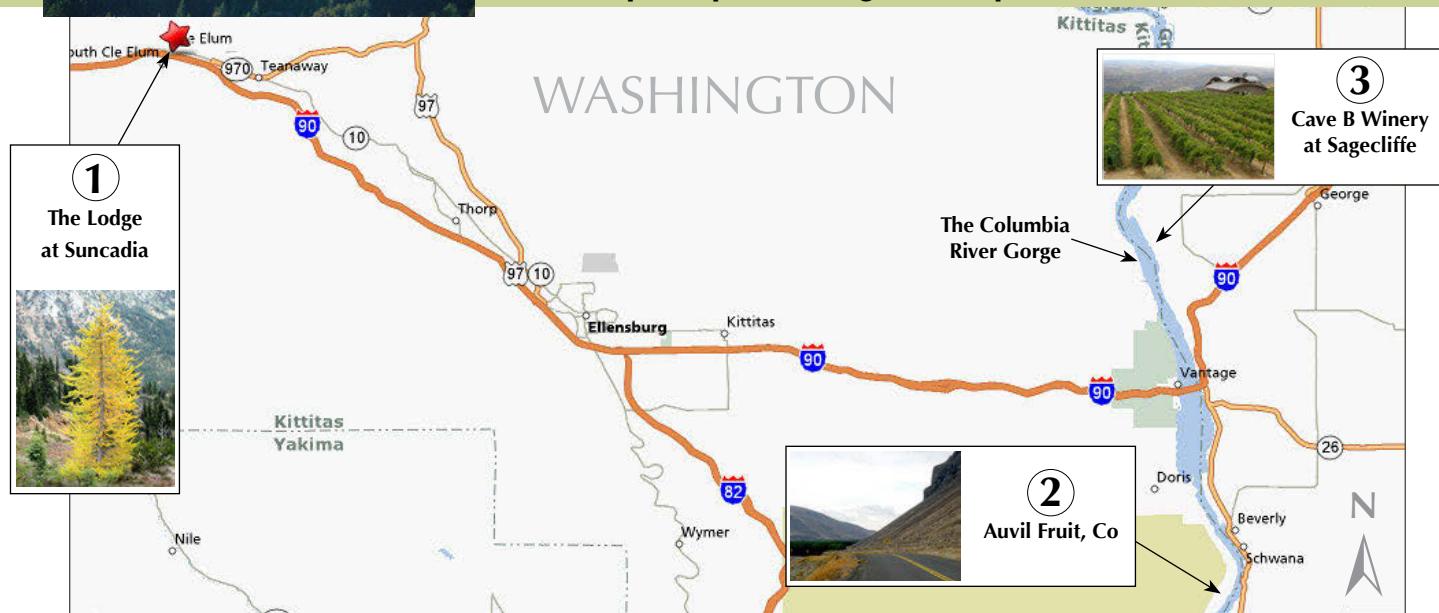 Kittitas
WASHINGTON
Elum
outh Cle Elum
970
Teanaway
97
90
10
Thorp
97
10
Ellensburg
Kittitas
90
90
90
Vantage
George
26
Kittitas
Yakima
82
Nile
Wymer
Doris
Beverly
Schwana
N
1
The Lodge
at Suncadia
2
Auvil Fruit, Co
3
Cave B Winery
at Sagecliffe
The Columbia
River Gorge